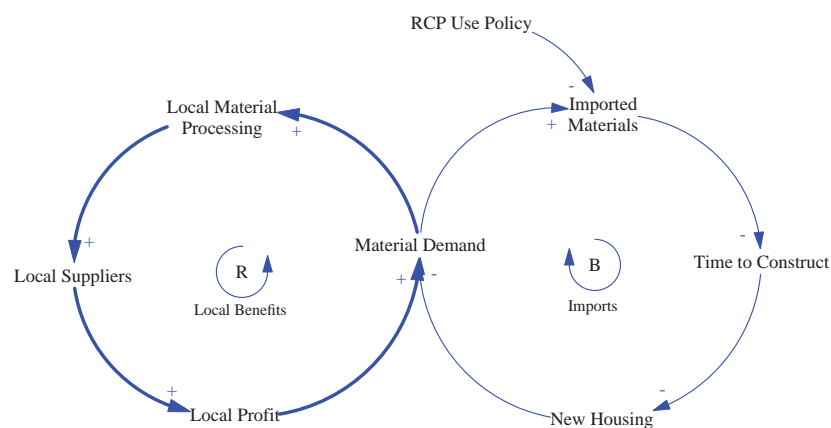 RCP Use Policy
-
Local Material
Processing
+
Imported
Materials
+
+
-
Material Demand
R
B
Time to Construct
Local Suppliers
+
-
Local Benefits
Imports
+
-
Local Profit
New Housing